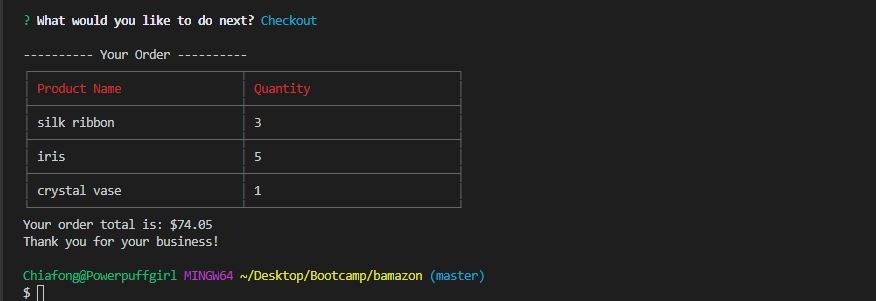 ? What would you like to do next? Checkout
---------- Your Order ----------
Product Name Quantity
silk ribbon 3
iris 5
crystal vase 1
Your order total is: $74.05
Thank you for your business!
Chiafong@Powerpuffgirl MINGW64 ~/Desktop/Bootcamp/bamazon (master)
$